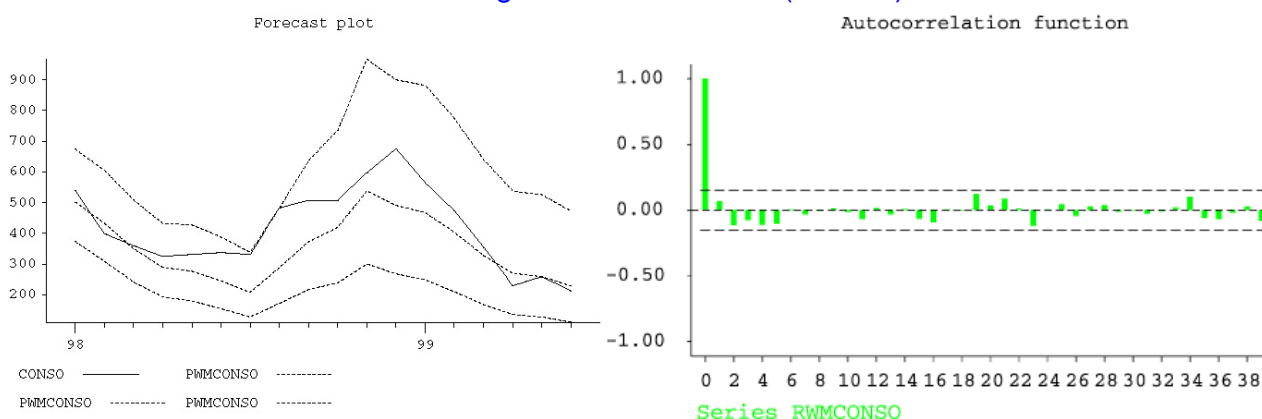 Forecast plot
900
800
700
600
500
400
300
200
98 99
CONSO PWMCONSO
PWMCONSO PWMCONSO
Autocorrelation function
1.00
0.50
0.00
-0.50
-1.00
0 2 4 6 8 10 12 14 16 18 20 22 24 26 28 30 32 34 36 38
Series RWMCONSO